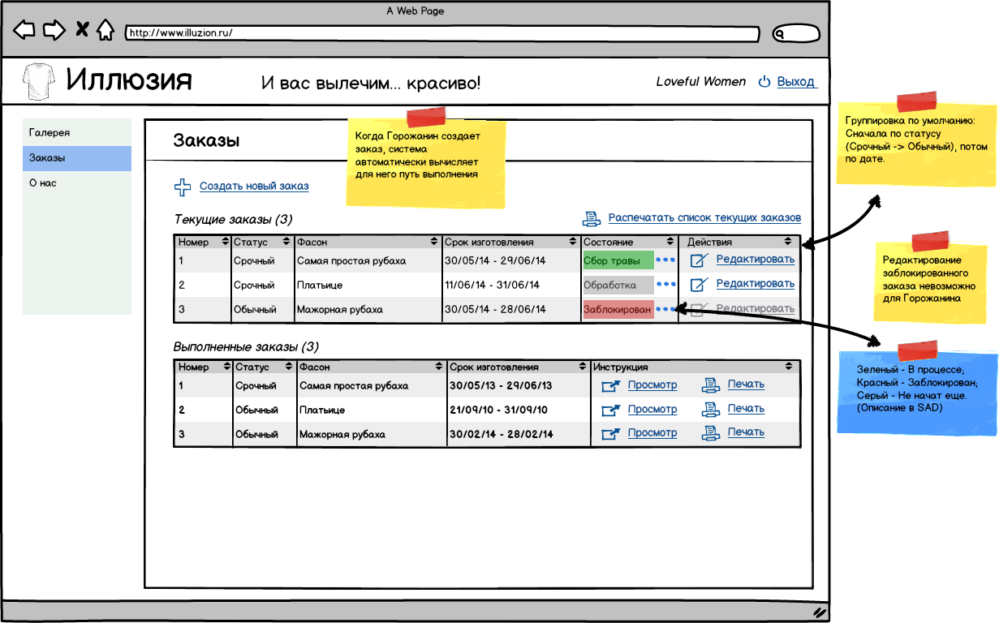 A Web Page
http://www.illuzion.ru/
Иллюзия
И вас вылечим... красиво!
Loveful Women
Выход
Галерея
Заказы
О нас
Заказы
Когда Горожанин создает
заказ, система
автоматически вычисляет
для него путь выполнения
Группировка по умолчанию:
Сначала по статусу
(Срочный -> Обычный), потом
по дате.
Создать новый заказ
Текущие заказы (3)
Распечатать список текущих заказов
Номер Статус Фасон Срок изготовления Состояние Действия
1 Срочный Самая простая рубаха 30/05/14 - 29/06/14 Сбор травы Редактировать
2 Срочный Платьице 11/06/14 - 31/06/14 Обработка Редактировать
3 Обычный Мажорная рубаха 30/05/14 - 28/06/14 Заблокирован Редактировать
Редактирование
заблокированного
заказа невозможно
для Горожанина
Выполненные заказы (3)
Номер Статус Фасон Срок изготовления Инструкция
1 Срочный Самая простая рубаха 30/05/13 - 29/06/13 Просмотр Печать
2 Обычный Платьице 21/09/10 - 31/09/10 Просмотр Печать
3 Обычный Мажорная рубаха 30/02/14 - 28/02/14 Просмотр Печать
Зеленый - В процессе;
Красный - Заблокирован;
Серый - Не начат еще.
(Описание в SAD)